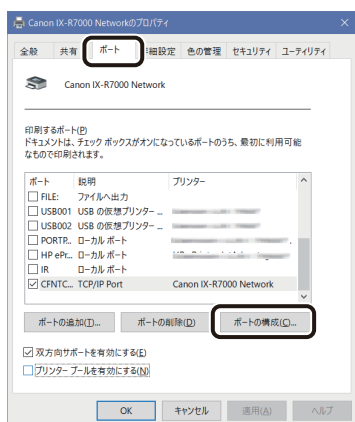 Canon IX-R7000 Networkのプロパティ
全般 共有 ポート 細設定 色の管理 セキュリティ ユーティリティ
Canon IX-R7000 Network
印刷するポート(P)
ドキュメントは、チェック ボックスがオンになっているポートのうち、最初に利用可能
なもので印刷されます。
ポート 説明 プリンター
FILE: ファイルへ出力
USB001 USB の仮想プリンター ...
USB002 USB の仮想プリンター ...
PORTP... ローカル ポート
HP ePr... ローカル ポート
IR ローカル ポート
CFNTC... TCP/IP Port Canon IX-R7000 Network
ポートの追加(T)... ポートの削除(D) ポートの構成(C)...
双方向サポートを有効にする(E)
プリンター プールを有効にする(N)
OK キャンセル 適用(A) ヘルプ